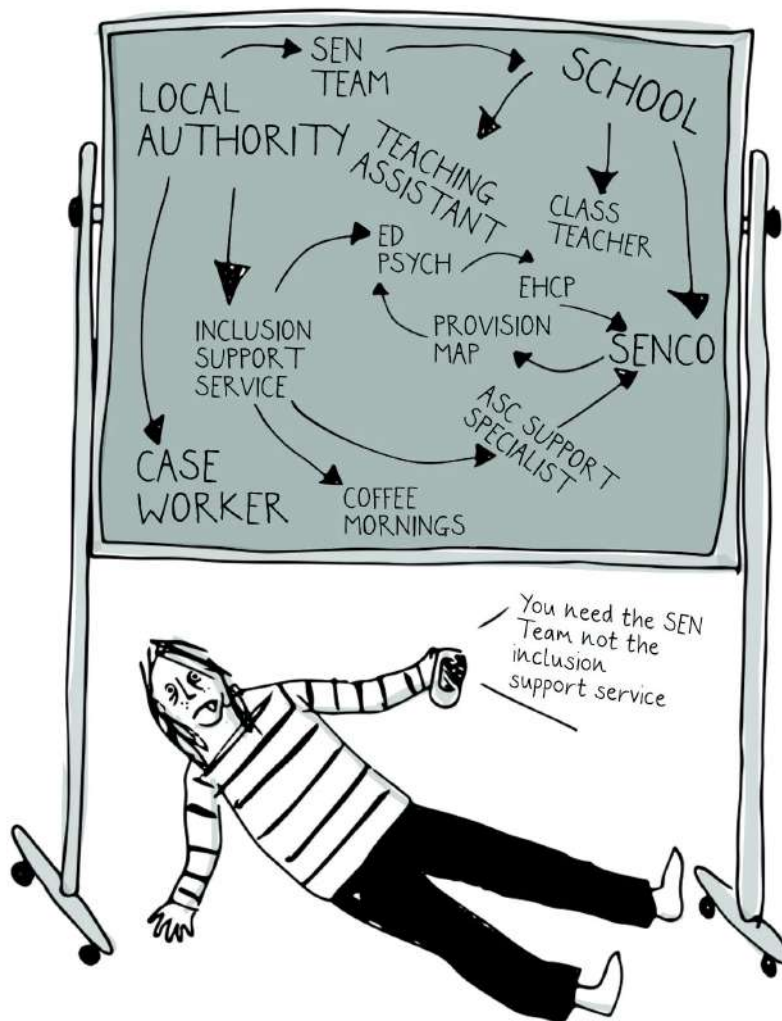 SEN
TEAM
SCHOOL
LOCAL
AUTHORITY
TEACHING
ASSISTANT
CLASS
TEACHER
ED
PSYCH
EHCP
INCLUSION
SUPPORT
SERVICE
PROVISION
MAP
SENCO
ASC SUPPORT
SPECIALIST
CASE
WORKER
COFFEE
MORNINGS
You need the SEN
Team not the
inclusion
support service